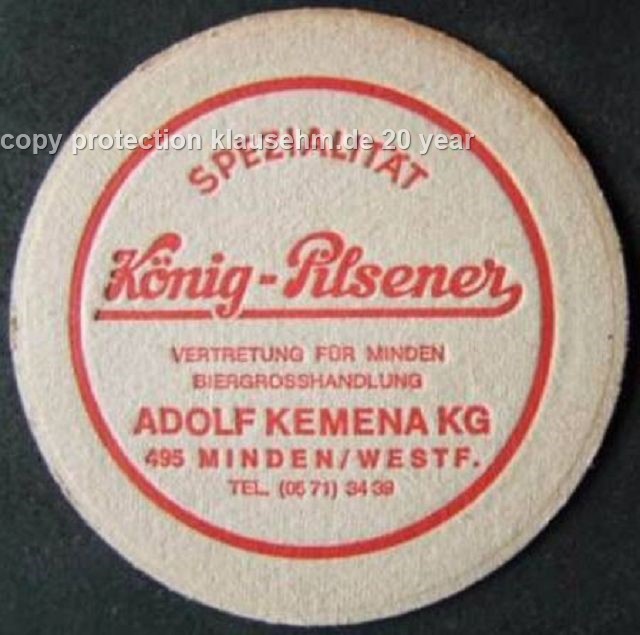 copy protection klausehm.de 20 year
SPEZIALITÄT
König-Pilsener
VERTRETUNG FÜR MINDEN
BIERGROSSHANDLUNG
ADOLF KEMENA KG
495 MINDEN/WESTF.
TEL. (05 71) 34 39